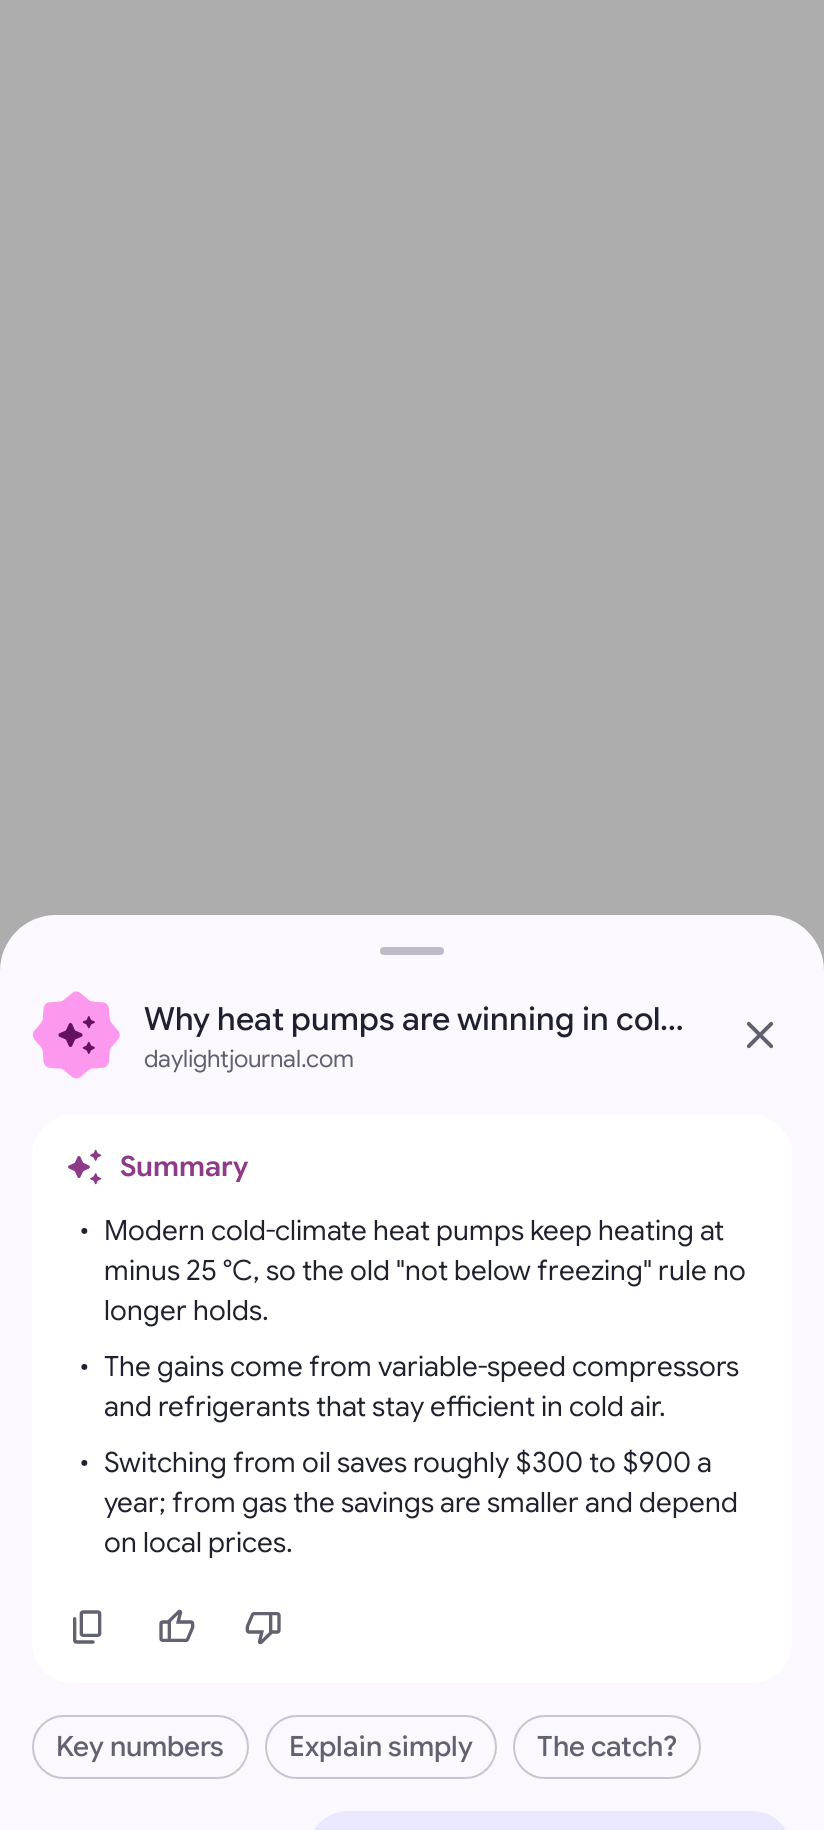 Why heat pumps are winning in col...
daylightjournal.com
Summary
• Modern cold-climate heat pumps keep heating at
minus 25 °C, so the old "not below freezing" rule no
longer holds.
• The gains come from variable-speed compressors
and refrigerants that stay efficient in cold air.
• Switching from oil saves roughly $300 to $900 a
year; from gas the savings are smaller and depend
on local prices.
Key numbers
Explain simply
The catch?